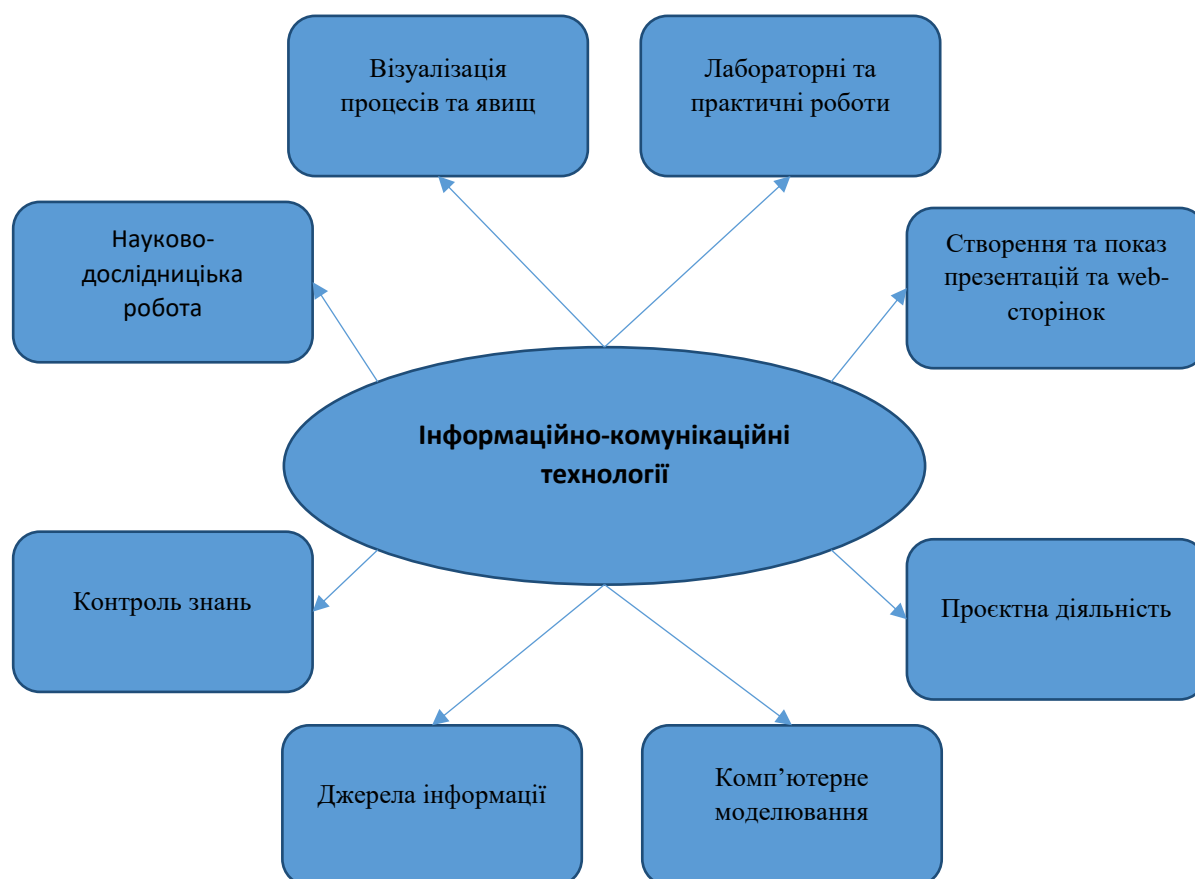 Візуалізація
процесів та явищ
Лабораторні та
практичні роботи
Науково-
дослідниціька
робота
Створення та показ
презентацій та web-
сторінок
Інформаційно-комунікаційні
технології
Контроль знань
Проєктна діяльність
Джерела інформації
Комп’ютерне
моделювання